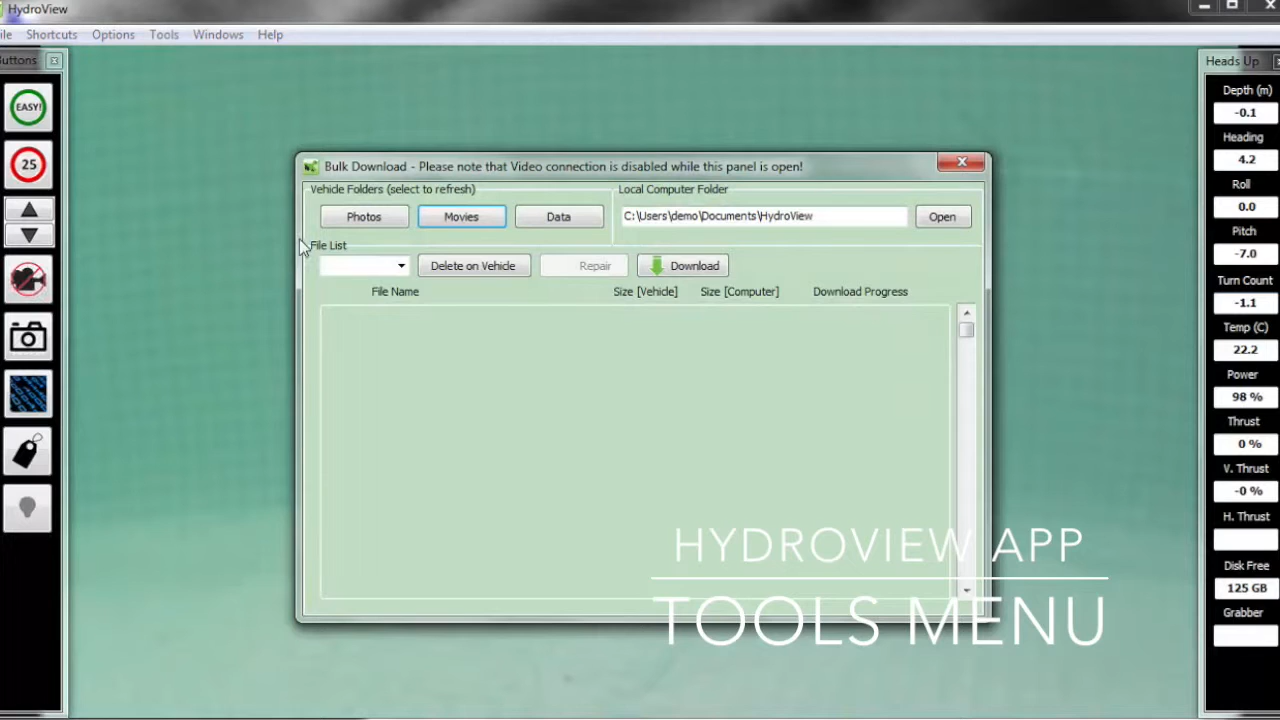 HydroView
ile Shortcuts Options Tools Windows Help
uttons
EASY!
25
Bulk Download - Please note that Video connection is disabled while this panel is open!
Vehicle Folders (select to refresh)
Local Computer Folder
Photos Movies Data
C:\Users\demo\Documents\HydroView
Open
File List
Delete on Vehicle
Repair
Download
File Name
Size [Vehicle]
Size [Computer]
Download Progress
HYDROVIEW APP
TOOLS MENU
Heads Up
Depth (m)
-0.1
Heading
4.2
Roll
0.0
Pitch
-7.0
Turn Count
-1.1
Temp (C)
22.2
Power
98 %
Thrust
0 %
V. Thrust
-0 %
H. Thrust
Disk Free
125 GB
Grabber